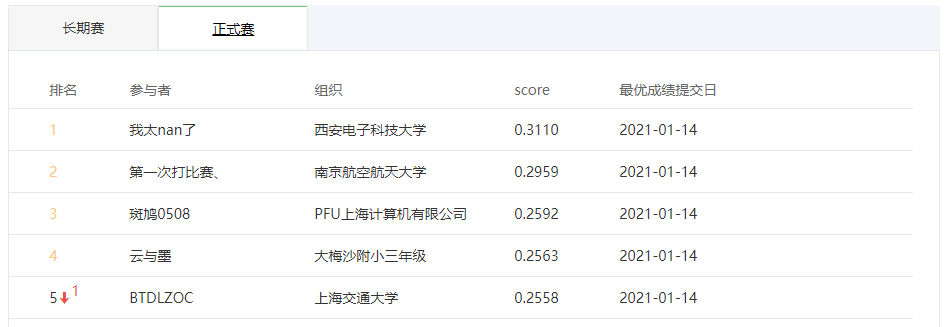 长期赛 正式赛
排名 参与者 组织 score 最优成绩提交日
1 我太nan了 西安电子科技大学 0.3110 2021-01-14
2 第一次打比赛、 南京航空航天大学 0.2959 2021-01-14
3 斑鸠0508 PFU上海计算机有限公司 0.2592 2021-01-14
4 云与墨 大梅沙附小三年级 0.2563 2021-01-14
5 1 BTDLZOC 上海交通大学 0.2558 2021-01-14